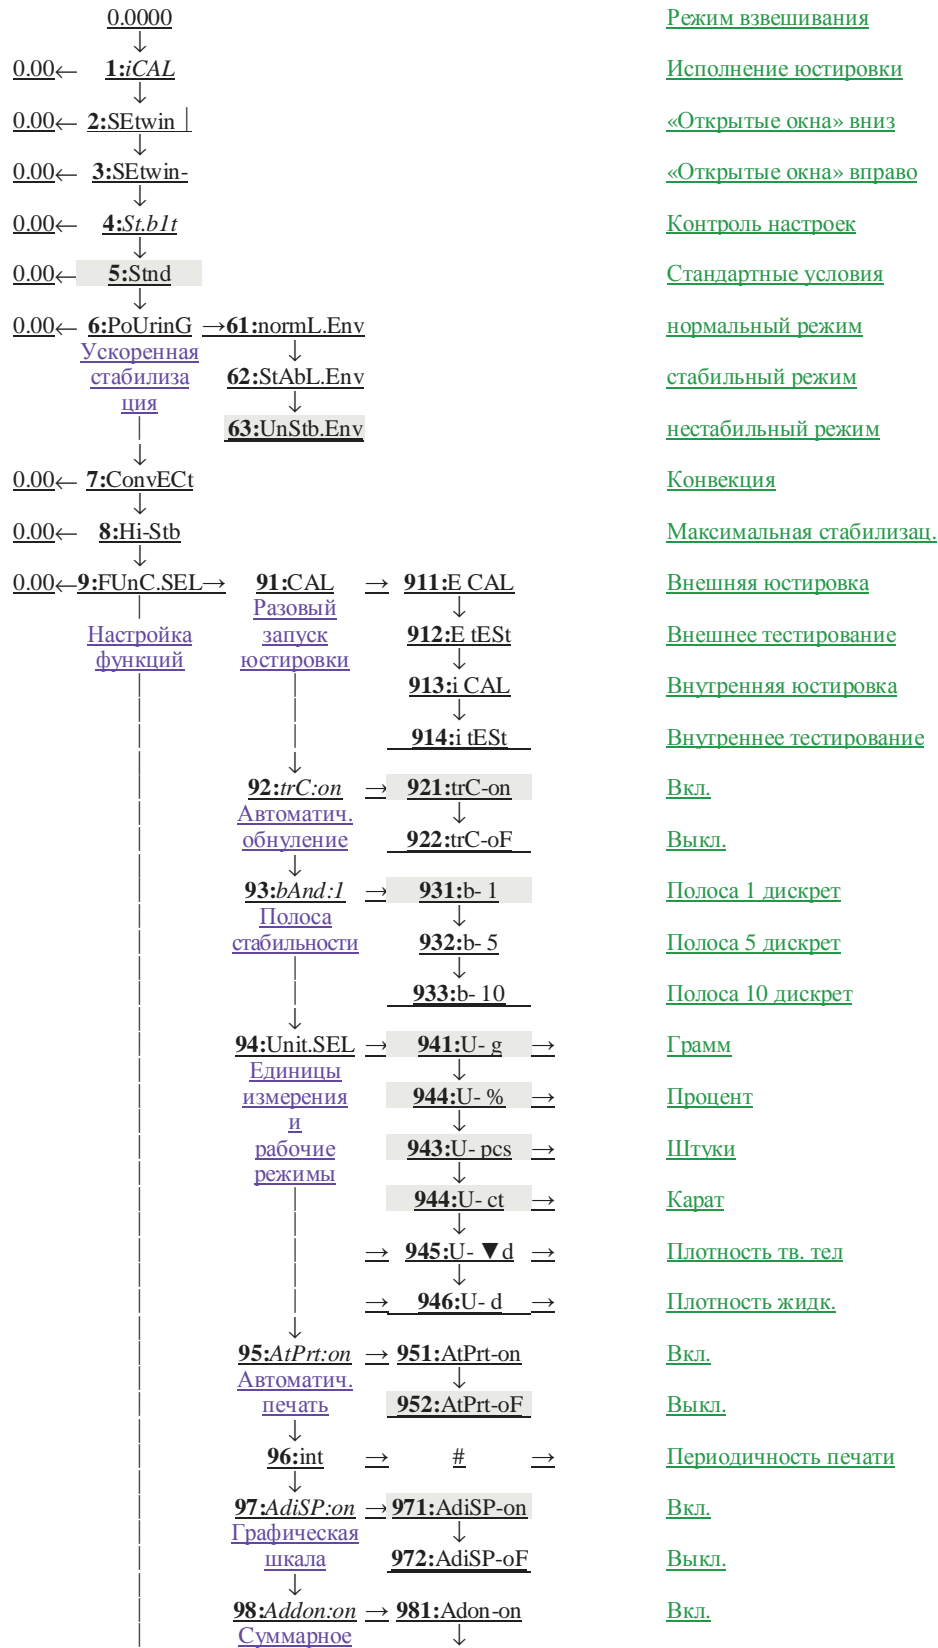 0.0000 Режим взвешивания
↓
0.00← 1:iCAL Исполнение юстировки
↓
0.00← 2:SEtwin | «Открытые окна» вниз
↓
0.00← 3:SEtwin- «Открытые окна» вправо
↓
0.00← 4:St.b1t Контроль настроек
↓
0.00← 5:Stnd Стандартные условия
↓
0.00← 6:PoUrinG →61:normL.Env нормальный режим
Ускоренная ↓
стабилиза 62:StAbL.Env стабильный режим
ция ↓
63:UnStb.Env нестабильный режим
↓
0.00← 7:ConvECt Конвекция
↓
0.00← 8:Hi-Stb Максимальная стабилизац.
↓
0.00←9:FUnC.SEL→ 91:CAL → 911:E CAL Внешняя юстировка
Разовый ↓
Настройка запуск 912:E tESt Внешнее тестирование
функций юстировки ↓
913:i CAL Внутренняя юстировка
↓
914:i tESt Внутреннее тестирование
↓
92:trC:on → 921:trC-on Вкл.
Автоматич. ↓
обнуление 922:trC-oF Выкл.
↓
93:bAnd:1 → 931:b- 1 Полоса 1 дискрет
Полоса ↓
стабильности 932:b- 5 Полоса 5 дискрет
↓
933:b- 10 Полоса 10 дискрет
↓
94:Unit.SEL → 941:U- g → Грамм
Единицы ↓
измерения 944:U- % → Процент
и ↓
рабочие 943:U- pcs → Штуки
режимы ↓
944:U- ct → Карат
↓
→ 945:U- ▼d → Плотность тв. тел
↓
→ 946:U- d → Плотность жидк.
↓
95:AtPrt:on → 951:AtPrt-on Вкл.
Автоматич. ↓
печать 952:AtPrt-oF Выкл.
↓
96:int → # → Периодичность печати
↓
97:AdiSP:on → 971:AdiSP-on Вкл.
Графическая ↓
шкала 972:AdiSP-oF Выкл.
↓
98:Addon:on → 981:Adon-on Вкл.
Суммарное ↓